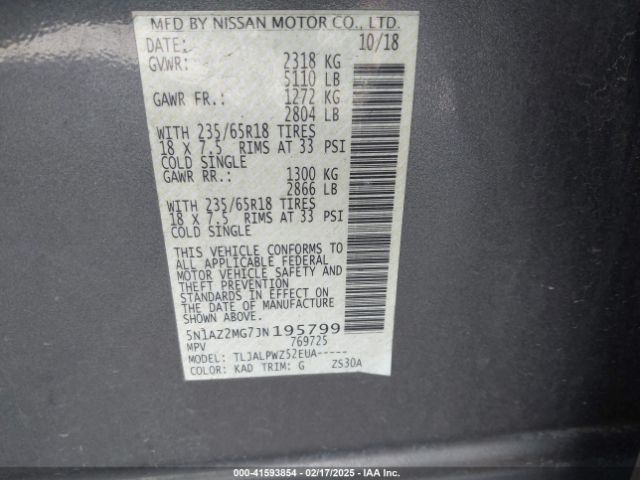 MFD BY NISSAN MOTOR CO., LTD.
DATE: 10/18
GVWR: 2318 KG
5110 LB
GAWR FR.: 1272 KG
2804 LB
WITH 235/65R18 TIRES
18 X 7.5 RIMS AT 33 PSI
COLD SINGLE
GAWR RR.: 1300 KG
2866 LB
WITH 235/65R18 TIRES
18 X 7.5 RIMS AT 33 PSI
COLD SINGLE
THIS VEHICLE CONFORMS TO
ALL APPLICABLE FEDERAL
MOTOR VEHICLE SAFETY AND
THEFT PREVENTION
STANDARDS IN EFFECT ON
THE DATE OF MANUFACTURE
SHOWN ABOVE.
5N1AZ2MG7JN195799
MPV 769725
MODEL: TLJALPWZ52EUA-----
COLOR: KAD TRIM: G ZS30A
000-41593854 - 02/17/2025 - IAA Inc.